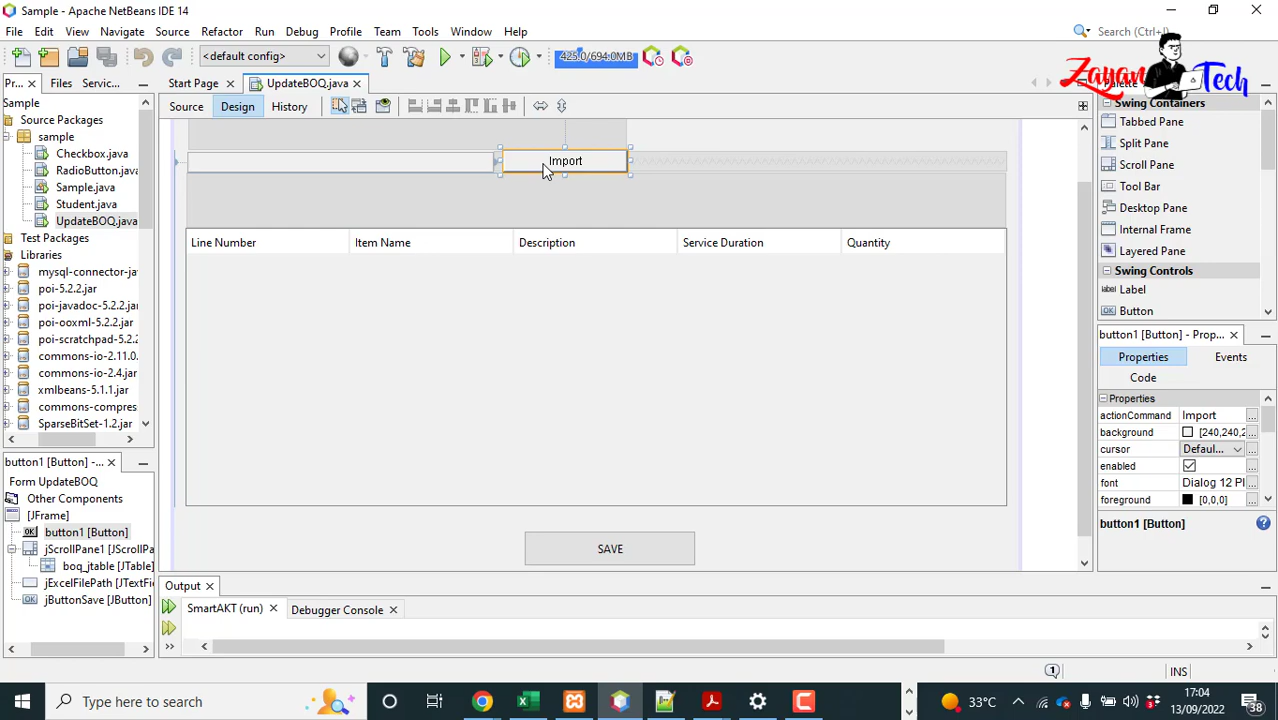 Sample - Apache NetBeans IDE 14
File Edit View Navigate Source Refactor Run Debug Profile Team Tools Window Help
Search (Ctrl+I)
<default config>
425.0/694.0MB
Zayan Tech
Pr... Files Servic...
Start Page UpdateBOQ.java
Palette
Source Design History
Sample
Source Packages
sample
Checkbox.java
RadioButton.java
Sample.java
Student.java
UpdateBOQ.java
Test Packages
Libraries
mysql-connector-ja
poi-5.2.2.jar
poi-javadoc-5.2.2.jar
poi-ooxml-5.2.2.jar
poi-scratchpad-5.2.2
commons-io-2.11.0.
commons-io-2.4.jar
xmlbeans-5.1.1.jar
commons-compres
SparseBitSet-1.2.jar
Import
Line Number Item Name Description Service Duration Quantity
SAVE
Swing Containers
Tabbed Pane
Split Pane
Scroll Pane
Tool Bar
Desktop Pane
Internal Frame
Layered Pane
Swing Controls
Label
Button
button1 [Button] - Prop...
Properties Events
Code
Properties
actionCommand Import ...
background [240,240,2 ...
cursor Defaul... ...
enabled ...
font Dialog 12 Pl ...
foreground [0,0,0] ...
button1 [Button]
button1 [Button] -...
Form UpdateBOQ
Other Components
[JFrame]
button1 [Button]
jScrollPane1 [JScrollPa
boq_jtable [JTable]
jExcelFilePath [JTextFi
jButtonSave [JButton]
Output
SmartAKT (run) Debugger Console
1 INS
Type here to search
33°C
17:04
13/09/2022
38